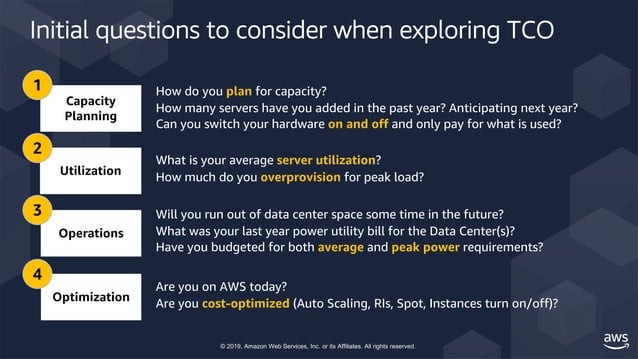 Initial questions to consider when exploring TCO
1
Capacity
Planning
How do you plan for capacity?
How many servers have you added in the past year? Anticipating next year?
Can you switch your hardware on and off and only pay for what is used?
2
Utilization
What is your average server utilization?
How much do you overprovision for peak load?
3
Operations
Will you run out of data center space some time in the future?
What was your last year power utility bill for the Data Center(s)?
Have you budgeted for both average and peak power requirements?
4
Optimization
Are you on AWS today?
Are you cost-optimized (Auto Scaling, RIs, Spot, Instances turn on/off)?
© 2019, Amazon Web Services, Inc. or its Affiliates. All rights reserved.
aws